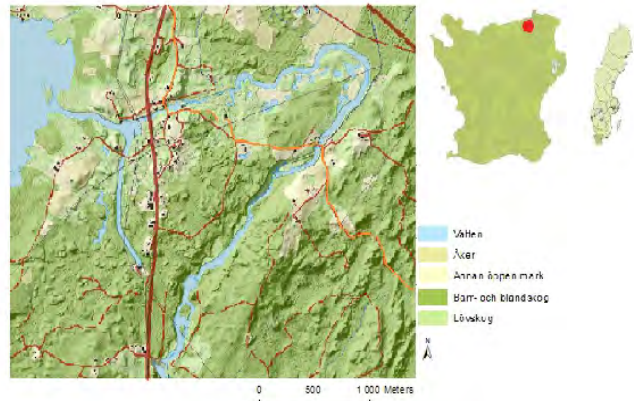 Vatten
Åker
Annan öppen mark
Barr- och blandskog
Lövskog
N
0 500 1 000 Meters